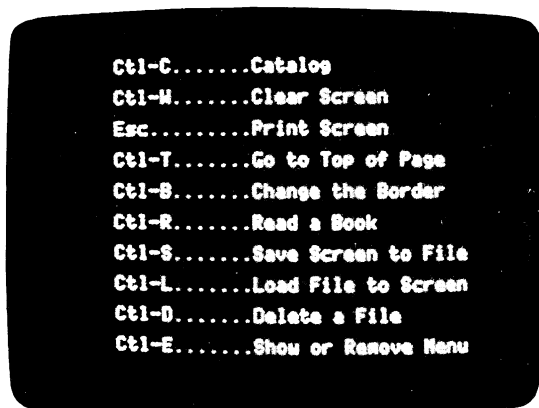 Ctl-C.......Catalog
Ctl-W.......Clear Screen
Esc.........Print Screen
Ctl-T.......Go to Top of Page
Ctl-B.......Change the Border
Ctl-R.......Read a Book
Ctl-S.......Save Screen to File
Ctl-L.......Load File to Screen
Ctl-D.......Delete a File
Ctl-E.......Show or Remove Menu